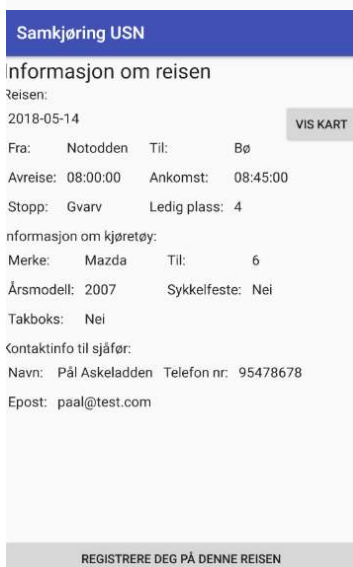 Samkjøring USN
Informasjon om reisen
Reisen:
2018-05-14
VIS KART
Fra: Notodden Til: Bø
Avreise: 08:00:00 Ankomst: 08:45:00
Stopp: Gvarv Ledig plass: 4
Informasjon om kjøretøy:
Merke: Mazda Til: 6
Årsmodell: 2007 Sykkelfeste: Nei
Takboks: Nei
Kontaktinfo til sjåfør:
Navn: Pål Askeladden Telefon nr: 95478678
Epost: paal@test.com
REGISTRERE DEG PÅ DENNE REISEN